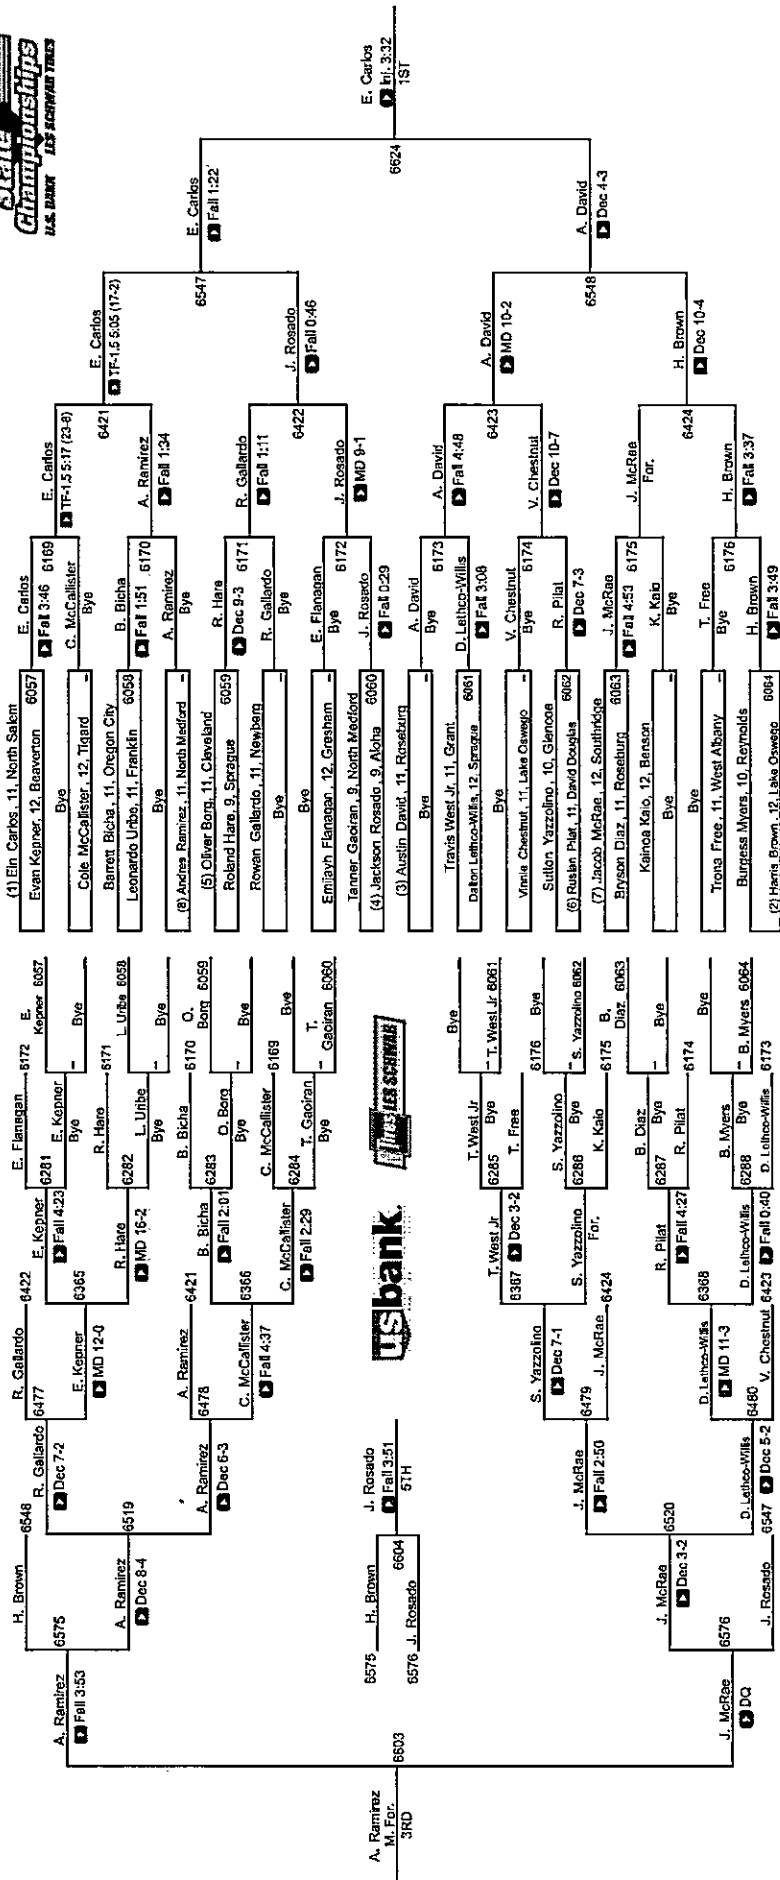 State
Championships
U.S. BANK LES SCHWAB TIRES
(1) Ein Carlos, 11, North Salem
Evan Kepner, 12, Beaverton
6057
Bye
Cole McCallister, 12, Tigard
Barrett Bicha, 11, Oregon City
Leonardo Uribe, 11, Franklin
6058
Bye
(8) Andres Ramirez, 11, North Medford
(5) Oliver Borg, 11, Cleveland
Roland Hare, 9, Sprague
6059
Rowan Gallardo, 11, Newberg
Bye
Bye
Emijayh Flanagan, 12, Gresham
Tanner Gaoiran, 9, North Medford
(4) Jackson Rosado, 9, Aloha
6060
(3) Austin David, 11, Roseburg
Bye
Travis West Jr, 11, Grant
Dalton Lethco-Willis, 12, Sprague
6061
Bye
Vinnie Chestnut, 11, Lake Oswego
Sutton Yazzolino, 10, Glencoe
(6) Ruslan Pilat, 11, David Douglas
6062
(7) Jacob McRae, 12, Southridge
Bryson Diaz, 11, Roseburg
6063
Kainoa Kaio, 12, Benson
Bye
Bye
Trona Free, 11, West Albany
Burgess Myers, 10, Reynolds
(2) Harris Brown, 12, Lake Oswego
6064
E. Carlos
Fall 3:46
6169
C. McCallister
Bye
B. Bicha
Fall 1:51
6170
A. Ramirez
Bye
R. Hare
Dec 9-3
6171
R. Gallardo
Bye
E. Flanagan
Bye
6172
J. Rosado
Fall 0:29
A. David
Bye
6173
D. Lethco-Willis
Fall 3:08
V. Chestnut
Bye
6174
R. Pilat
Dec 7-3
J. McRae
Fall 4:53
6175
K. Kaio
Bye
T. Free
Bye
6176
H. Brown
Fall 3:49
E. Carlos
TF-1.5 5:17 (23-8)
6421
A. Ramirez
Fall 1:34
R. Gallardo
Fall 1:11
6422
J. Rosado
MD 9-1
A. David
Fall 4:48
6423
V. Chestnut
Dec 10-7
J. McRae
For.
6424
H. Brown
Fall 3:37
E. Carlos
TF-1.5 5:05 (17-2)
6547
J. Rosado
Fall 0:46
A. David
MD 10-2
6548
H. Brown
Dec 10-4
E. Carlos
Fall 1:22
6624
A. David
Dec 4-3
E. Carlos
Inj. 3:32
1ST
E. Kepner 6057
Bye
L. Uribe 6058
Bye
O. Borg 6059
Bye
Bye
T. Gaoiran 6060
Bye
T. West Jr 6061
Bye
S. Yazzolino 6062
B. Diaz 6063
Bye
Bye
B. Myers 6064
E. Flanagan 6172
6281
E. Kepner
Bye
R. Hare 6171
6282
L. Uribe
Bye
B. Bicha 6170
6283
O. Borg
Bye
C. McCallister 6169
6284
T. Gaoiran
Bye
T. West Jr
Bye
6285
T. Free 6176
S. Yazzolino
Bye
6286
K. Kaio 6175
B. Diaz
Bye
6287
R. Pilat 6174
B. Myers
Bye
6288
D. Lethco-Willis 6173
E. Kepner
Fall 4:23
6365
R. Hare
MD 16-2
B. Bicha
Fall 2:01
6366
C. McCallister
Fall 2:29
T. West Jr
Dec 3-2
6367
S. Yazzolino
For.
R. Pilat
Fall 4:27
6368
D. Lethco-Willis
Fall 0:40
R. Gallardo 6422
6477
E. Kepner
MD 12-0
A. Ramirez 6421
6478
C. McCallister
Fall 4:37
S. Yazzolino
Dec 7-1
6479
J. McRae 6424
D. Lethco-Willis
MD 11-3
6480
V. Chestnut 6423
R. Gallardo
Dec 7-2
6519
A. Ramirez
Dec 6-3
J. McRae
Fall 2:50
6520
D. Lethco-Willis
Dec 5-2
H. Brown 6548
6575
A. Ramirez
Dec 8-4
J. McRae
Dec 3-2
6576
J. Rosado 6547
A. Ramirez
Fall 3:53
6603
J. McRae
DQ
A. Ramirez
M. For.
3RD
6575 H. Brown
6604
6576 J. Rosado
J. Rosado
Fall 3:51
5TH
usbank.
LES SCHWAB